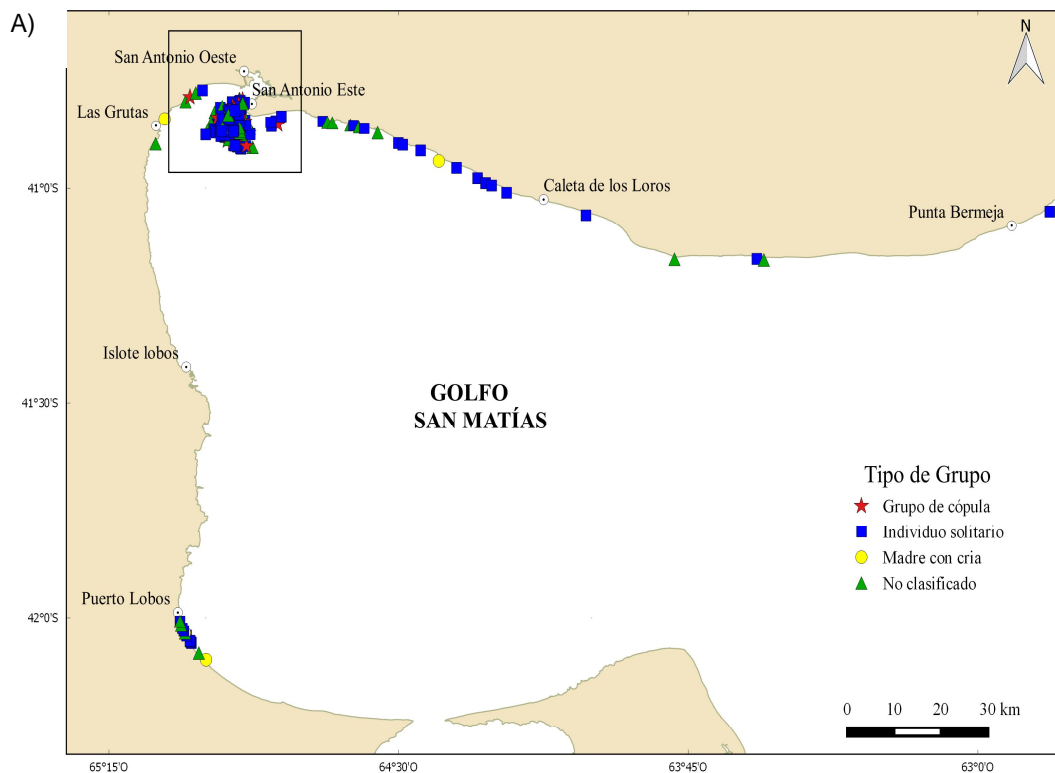 A)
N
San Antonio Oeste
San Antonio Este
Las Grutas
41°0'S
Caleta de los Loros
Punta Bermeja
Islote lobos
41°30'S
GOLFO
SAN MATÍAS
Tipo de Grupo
Grupo de cópula
Individuo solitario
Madre con cria
No clasificado
42°0'S
Puerto Lobos
0 10 20 30 km
65°15'O 64°30'O 63°45'O 63°0'O